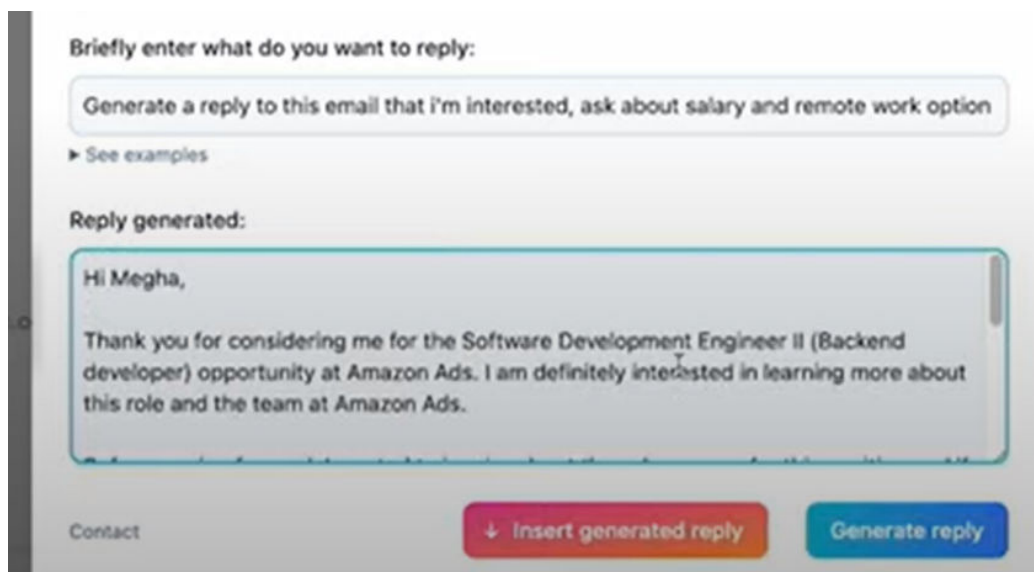 Briefly enter what do you want to reply:
Generate a reply to this email that i'm interested, ask about salary and remote work option
▶ See examples
Reply generated:
Hi Megha,
Thank you for considering me for the Software Development Engineer II (Backend
developer) opportunity at Amazon Ads. I am definitely interested in learning more about
this role and the team at Amazon Ads.
Contact
↓ Insert generated reply
Generate reply